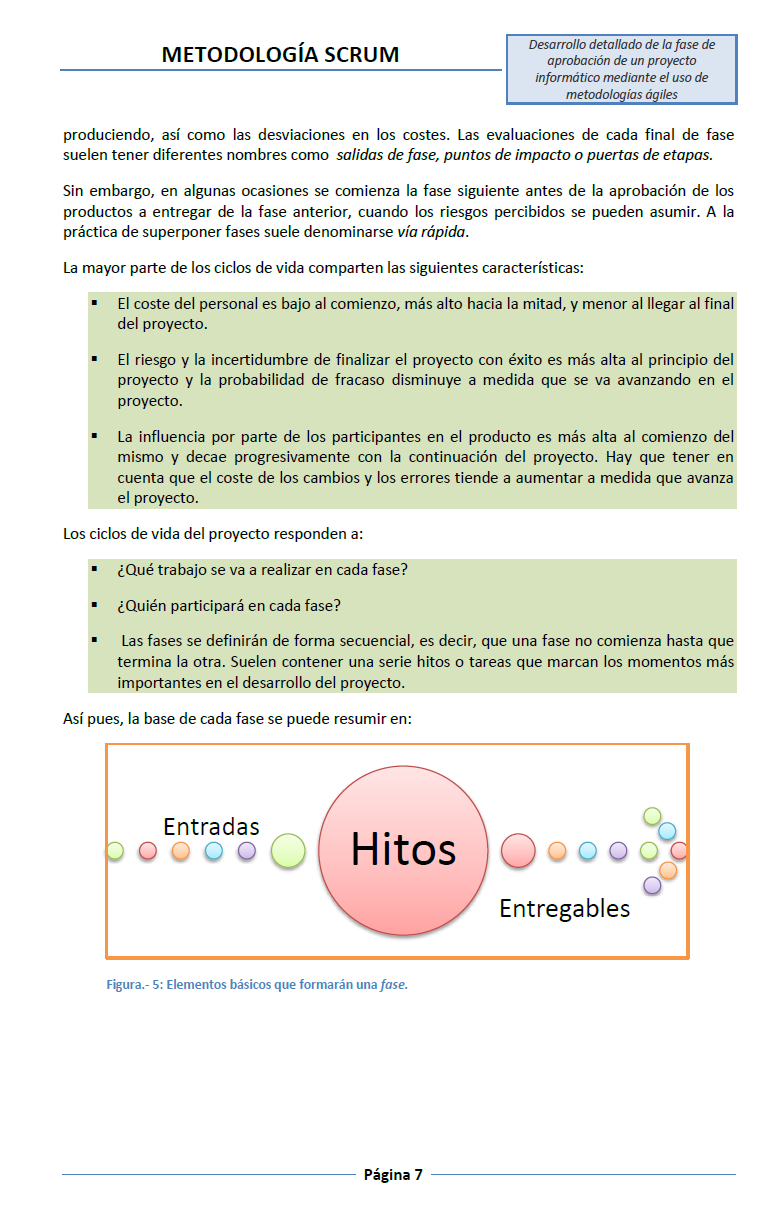 METODOLOGÍA SCRUM
Desarrollo detallado de la fase de
aprobación de un proyecto
informático mediante el uso de
metodologías ágiles
produciendo, así como las desviaciones en los costes. Las evaluaciones de cada final de fase
suelen tener diferentes nombres como salidas de fase, puntos de impacto o puertas de etapas.
Sin embargo, en algunas ocasiones se comienza la fase siguiente antes de la aprobación de los
productos a entregar de la fase anterior, cuando los riesgos percibidos se pueden asumir. A la
práctica de superponer fases suele denominarse vía rápida.
La mayor parte de los ciclos de vida comparten las siguientes características:
▪ El coste del personal es bajo al comienzo, más alto hacia la mitad, y menor al llegar al final
del proyecto.
▪ El riesgo y la incertidumbre de finalizar el proyecto con éxito es más alta al principio del
proyecto y la probabilidad de fracaso disminuye a medida que se va avanzando en el
proyecto.
▪ La influencia por parte de los participantes en el producto es más alta al comienzo del
mismo y decae progresivamente con la continuación del proyecto. Hay que tener en
cuenta que el coste de los cambios y los errores tiende a aumentar a medida que avanza
el proyecto.
Los ciclos de vida del proyecto responden a:
▪ ¿Qué trabajo se va a realizar en cada fase?
▪ ¿Quién participará en cada fase?
▪ Las fases se definirán de forma secuencial, es decir, que una fase no comienza hasta que
termina la otra. Suelen contener una serie hitos o tareas que marcan los momentos más
importantes en el desarrollo del proyecto.
Así pues, la base de cada fase se puede resumir en:
Entradas
Hitos
Entregables
Figura.- 5: Elementos básicos que formarán una fase.
Página 7